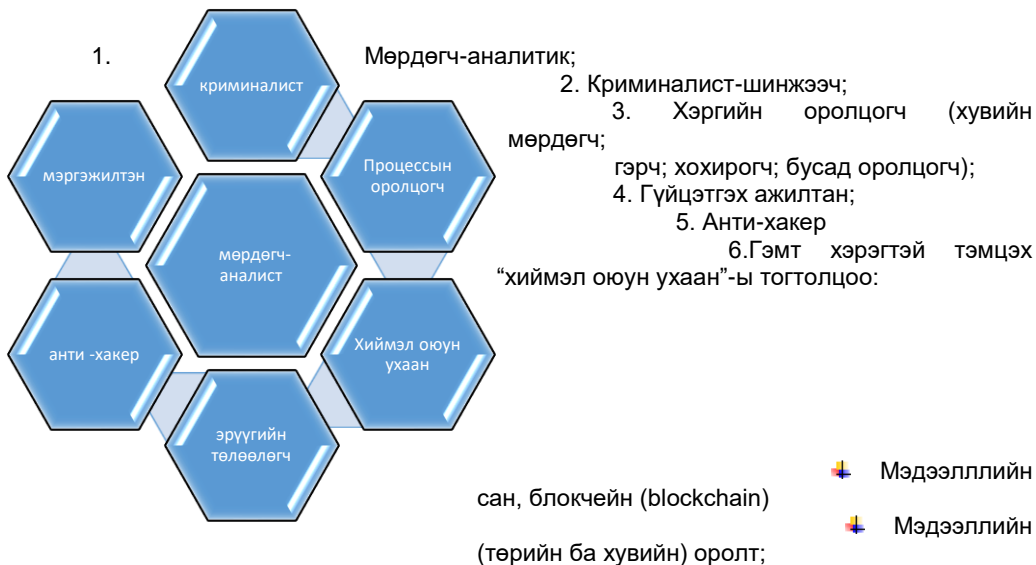 криминалист
мэргэжилтэн
Процессын
оролцогч
мөрдөгч-
аналист
анти -хакер
Хиймэл оюун
ухаан
эрүүгийн
төлөөлөгч
1. Мөрдөгч-аналитик;
2. Криминалист-шинжээч;
3. Хэргийн оролцогч (хувийн
мөрдөгч;
гэрч; хохирогч; бусад оролцогч);
4. Гүйцэтгэх ажилтан;
5. Анти-хакер
6.Гэмт хэрэгтэй тэмцэх
“хиймэл оюун ухаан”-ы тогтолцоо:
Мэдээлллийн
сан, блокчейн (blockchain)
Мэдээллийн
(төрийн ба хувийн) оролт;